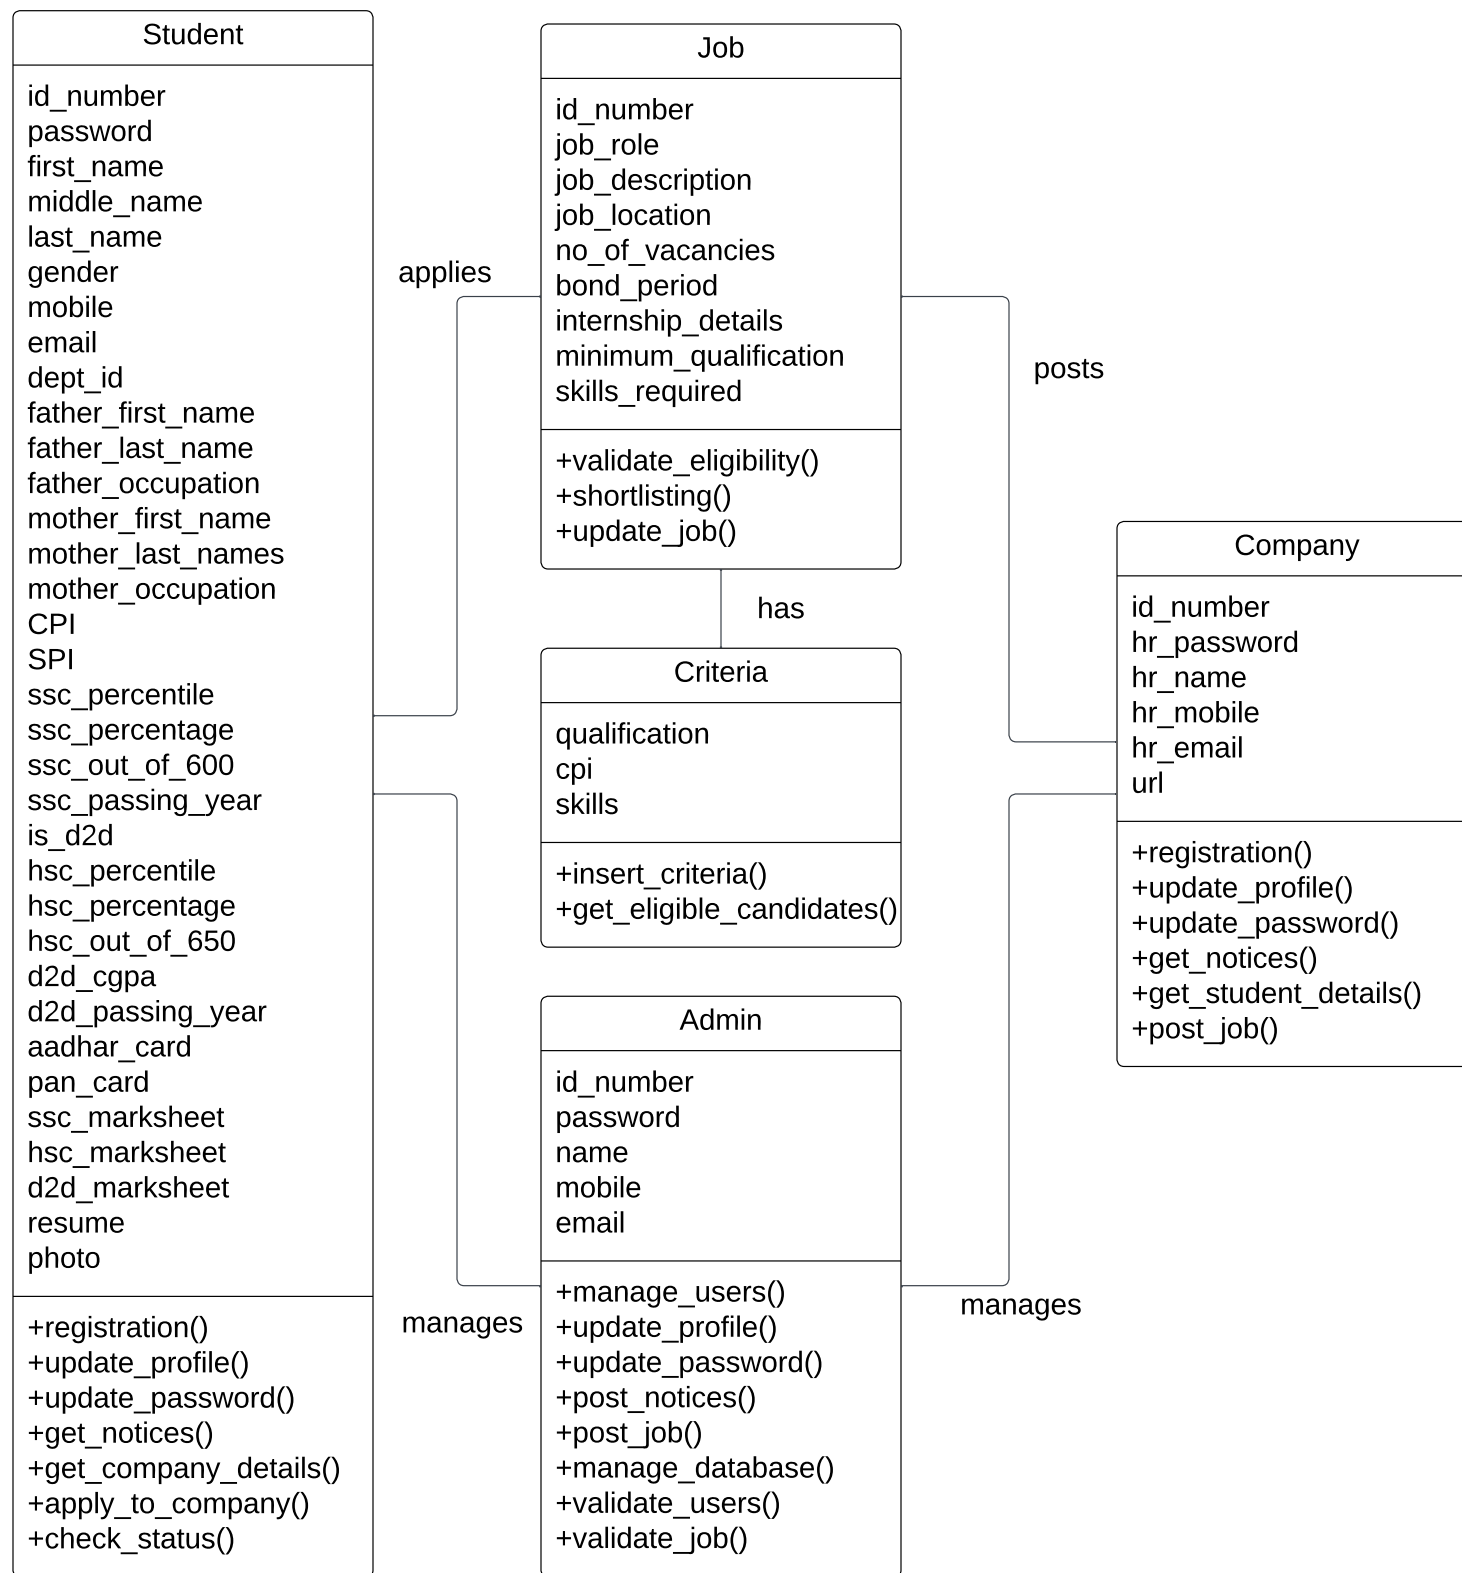 Student
id_number
password
first_name
middle_name
last_name
gender
mobile
email
dept_id
father_first_name
father_last_name
father_occupation
mother_first_name
mother_last_names
mother_occupation
CPI
SPI
ssc_percentile
ssc_percentage
ssc_out_of_600
ssc_passing_year
is_d2d
hsc_percentile
hsc_percentage
hsc_out_of_650
d2d_cgpa
d2d_passing_year
aadhar_card
pan_card
ssc_marksheet
hsc_marksheet
d2d_marksheet
resume
photo
+registration()
+update_profile()
+update_password()
+get_notices()
+get_company_details()
+apply_to_company()
+check_status()
applies
manages
Job
id_number
job_role
job_description
job_location
no_of_vacancies
bond_period
internship_details
minimum_qualification
skills_required
+validate_eligibility()
+shortlisting()
+update_job()
has
Criteria
qualification
cpi
skills
+insert_criteria()
+get_eligible_candidates()
Admin
id_number
password
name
mobile
email
+manage_users()
+update_profile()
+update_password()
+post_notices()
+post_job()
+manage_database()
+validate_users()
+validate_job()
posts
manages
Company
id_number
hr_password
hr_name
hr_mobile
hr_email
url
+registration()
+update_profile()
+update_password()
+get_notices()
+get_student_details()
+post_job()